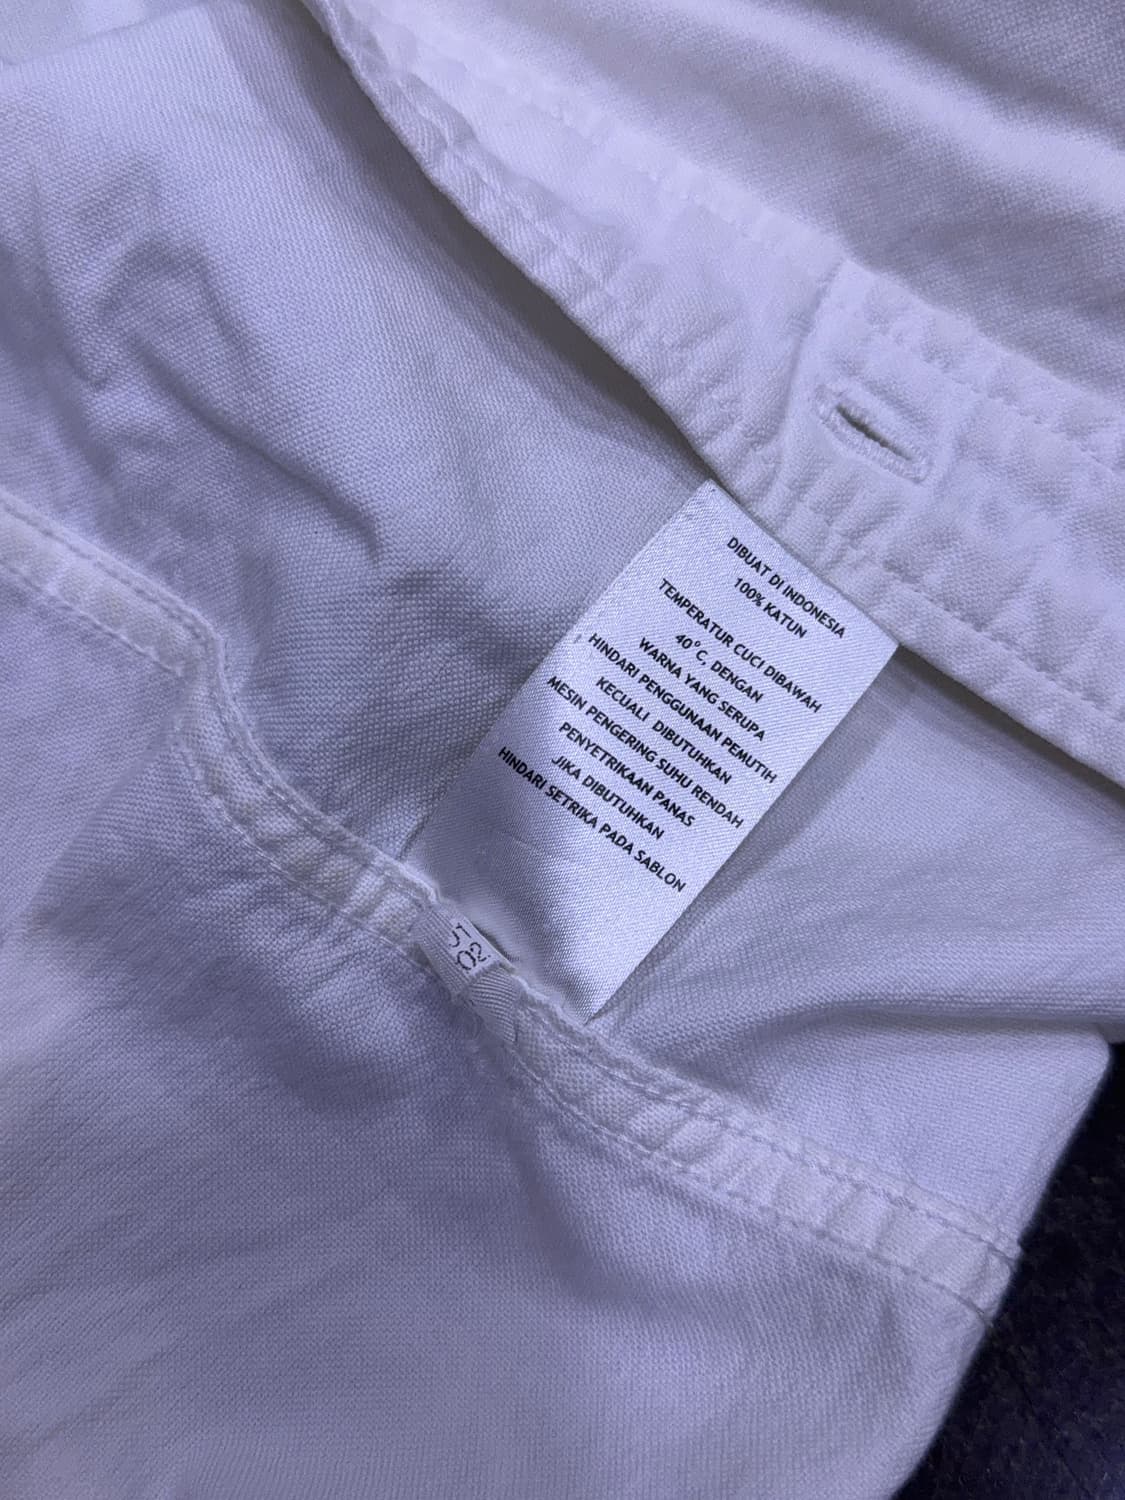 DIBUAT DI INDONESIA
100% KATUN
TEMPERATUR CUCI DIBAWAH
40°C, DENGAN
WARNA YANG SERUPA
HINDARI PENGGUNAAN PEMUTIH
KECUALI DIBUTUHKAN
MESIN PENGERING SUHU RENDAH
PENYETRIKAAN PANAS
JIKA DIBUTUHKAN
HINDARI SETRIKA PADA SABLON
02